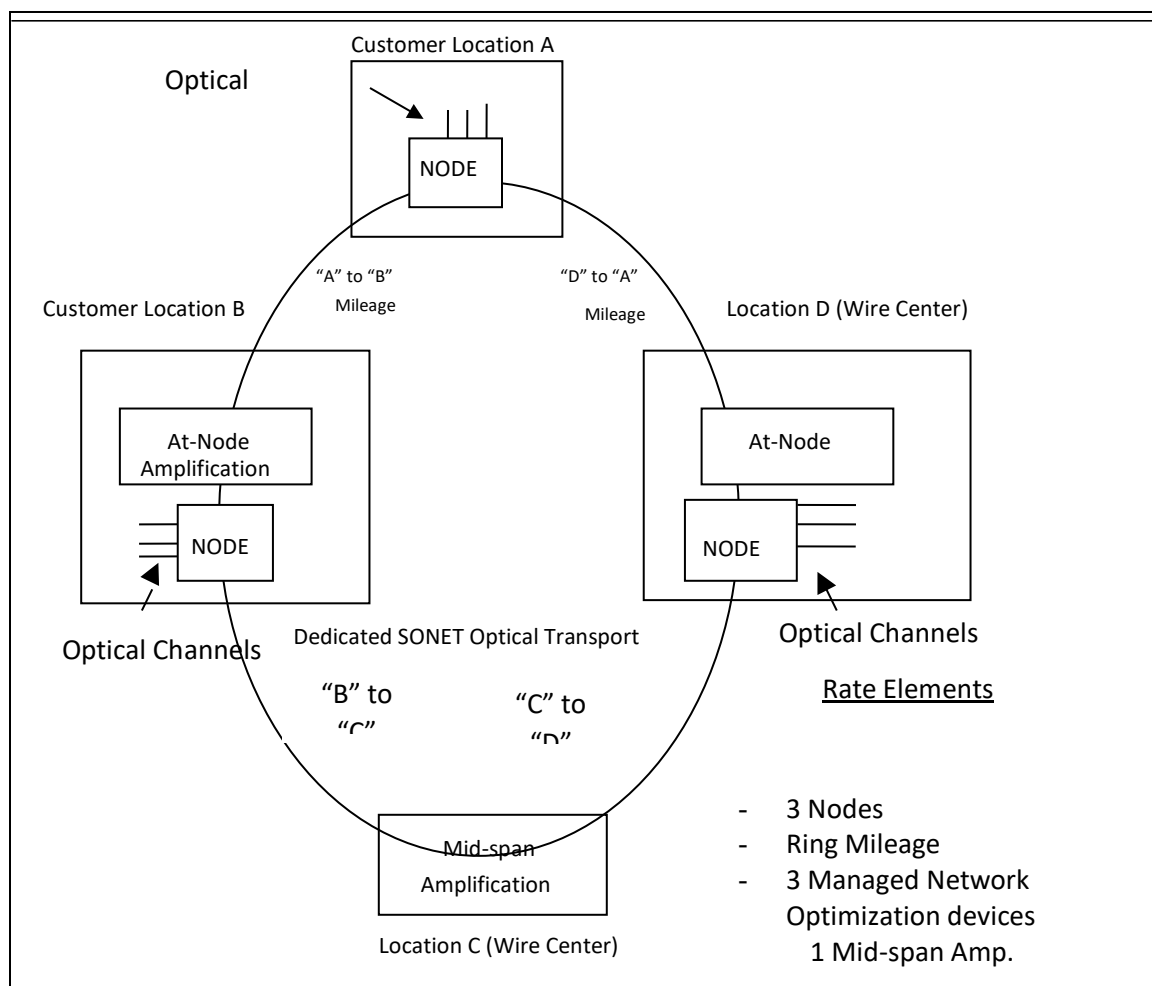 Customer Location A
Optical
NODE
“A” to “B”
Mileage
“D” to “A”
Mileage
Customer Location B
Location D (Wire Center)
At-Node
Amplification
At-Node
NODE
NODE
Optical Channels
Dedicated SONET Optical Transport
Optical Channels
“B” to
“C”
“C” to
“D”
Rate Elements
- 3 Nodes
- Ring Mileage
- 3 Managed Network
Optimization devices
1 Mid-span Amp.
Mid-span
Amplification
Location C (Wire Center)